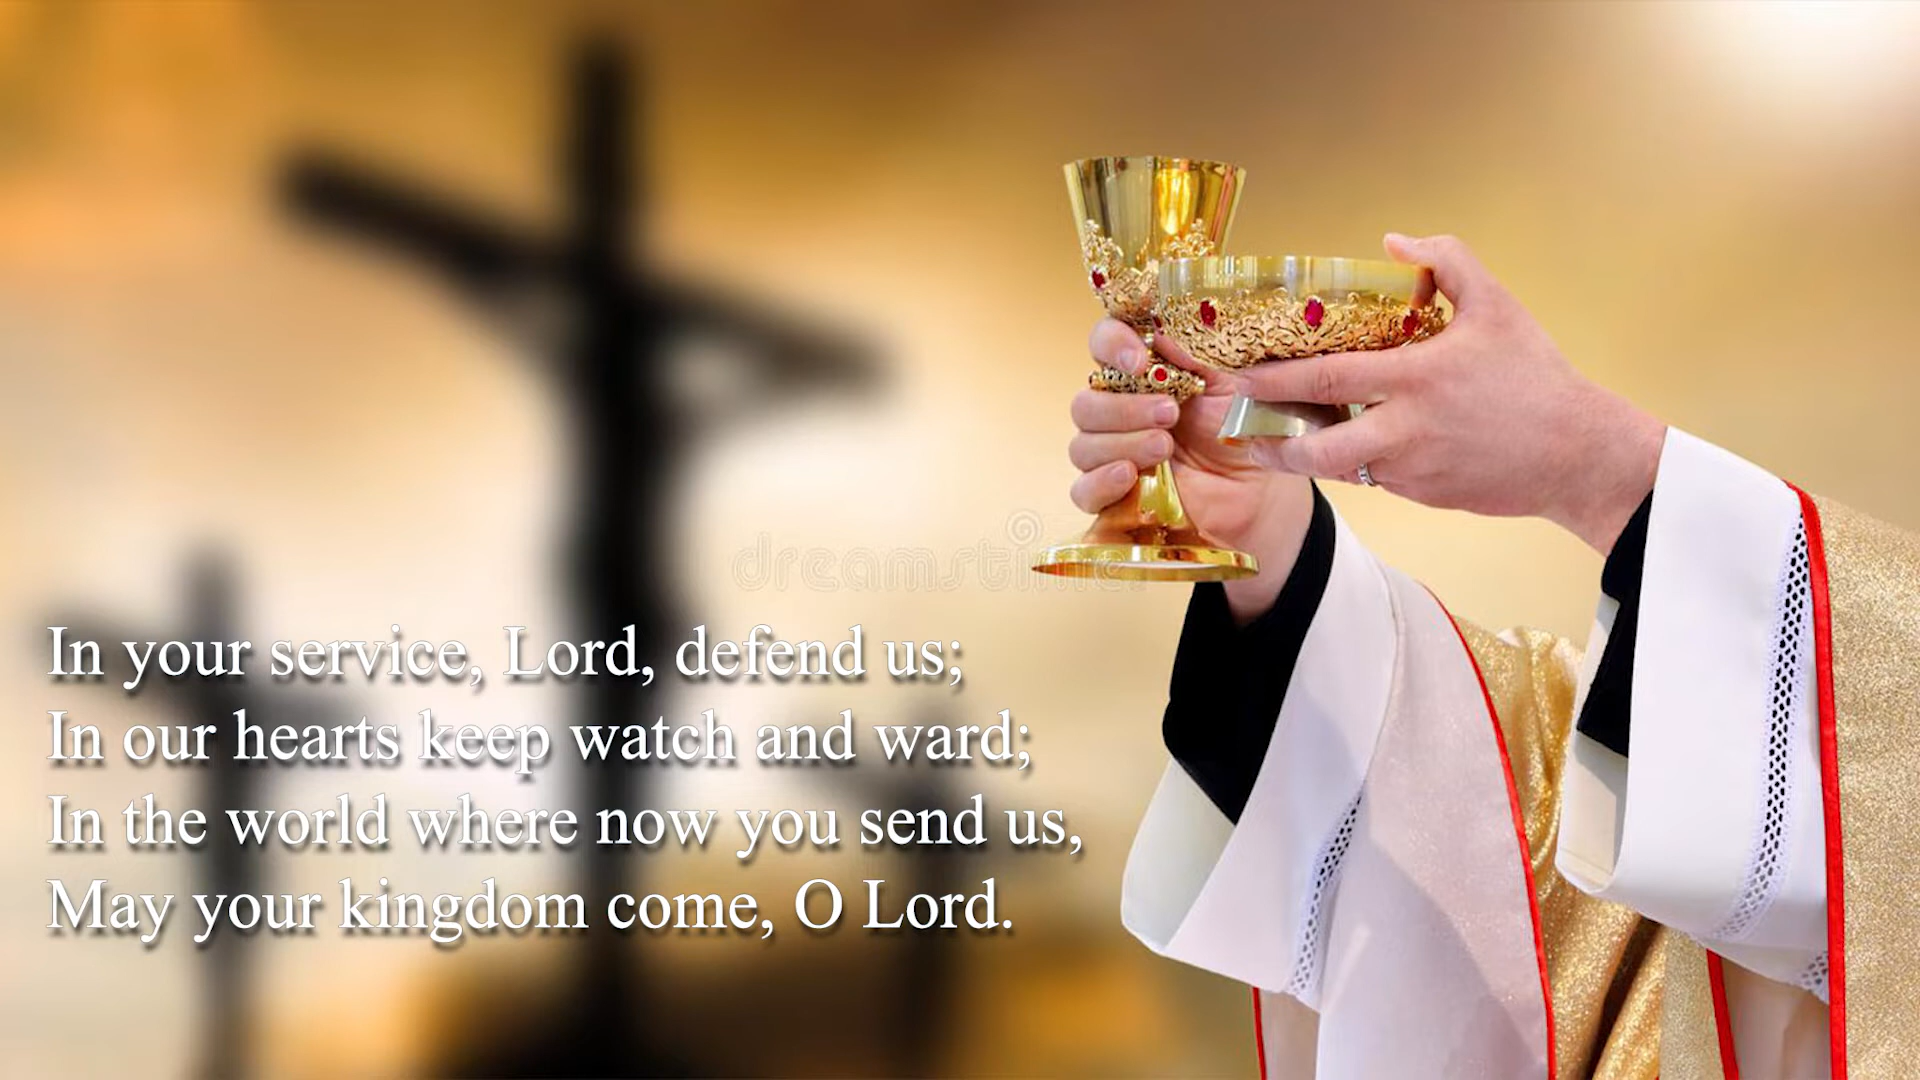 dreamstime
In your service, Lord, defend us;
In our hearts keep watch and ward;
In the world where now you send us,
May your kingdom come, O Lord.